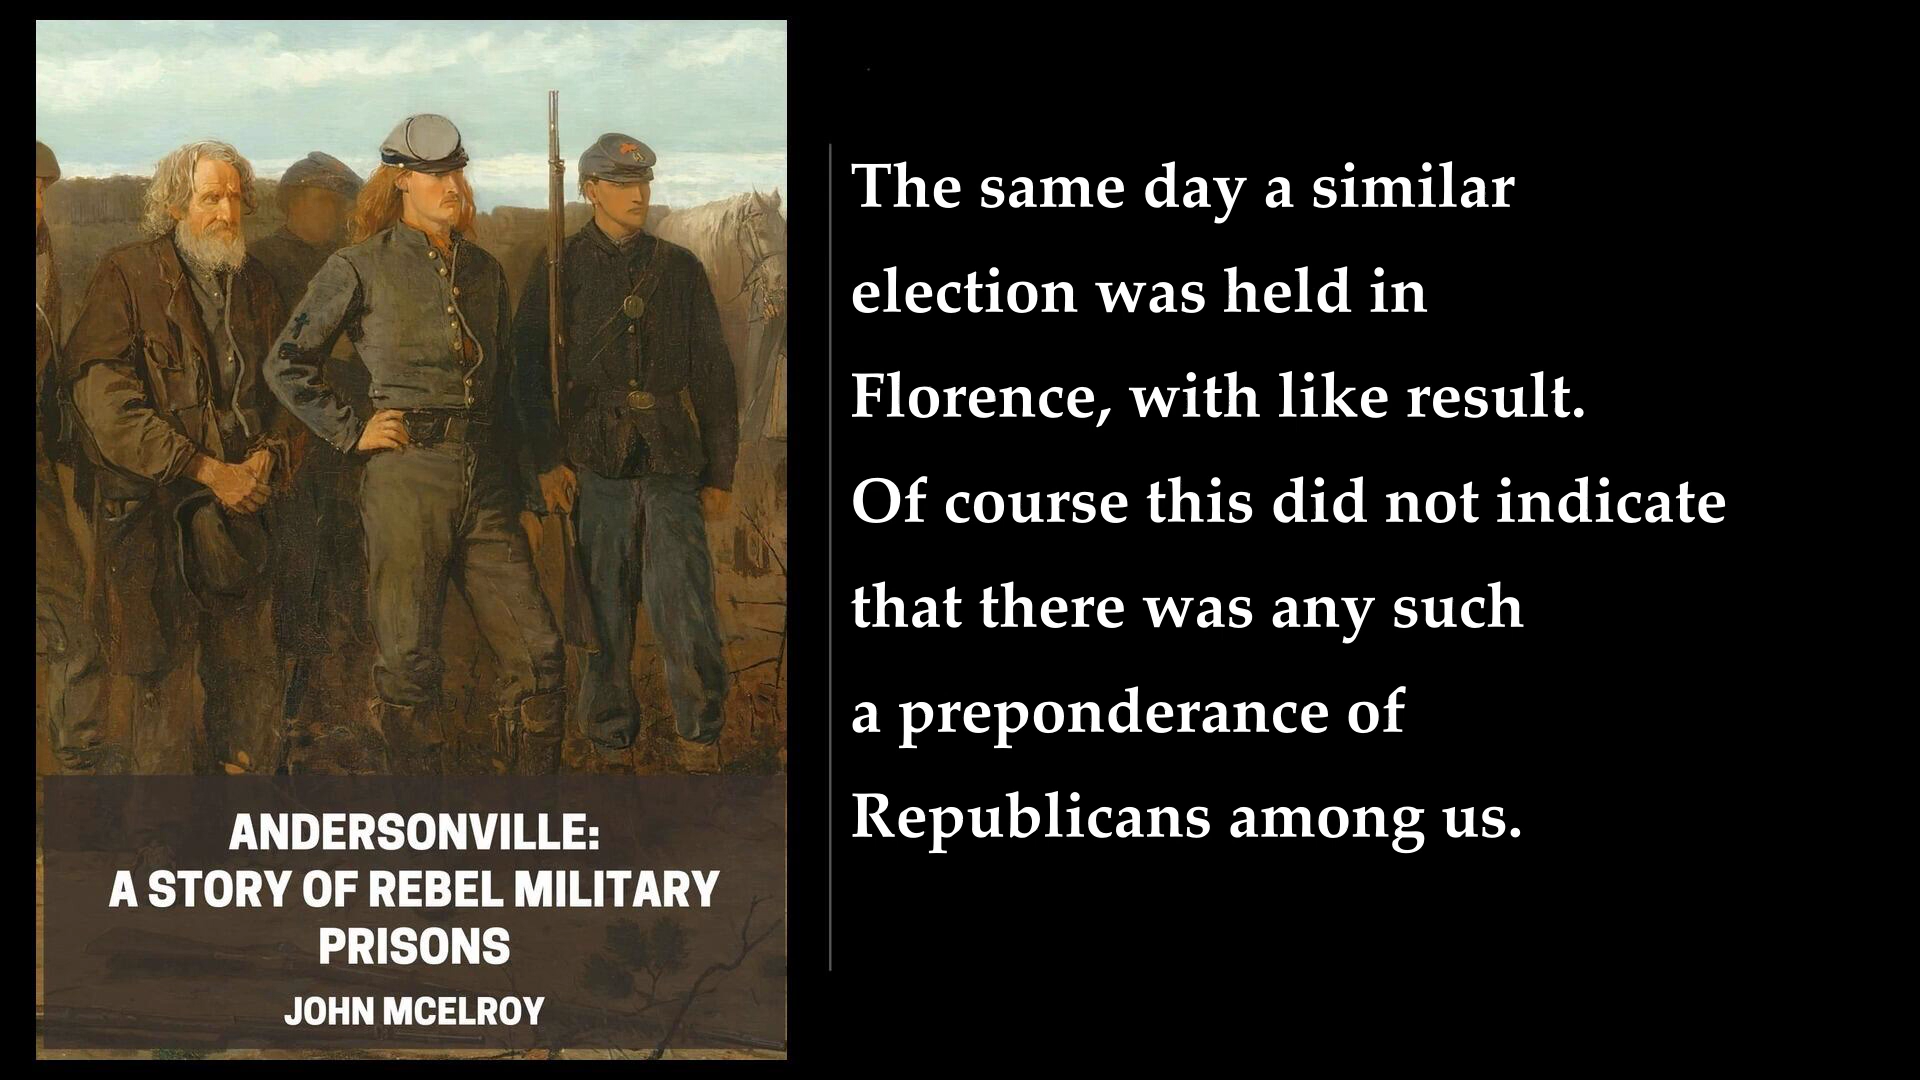 The same day a similar
election was held in
Florence, with like result.
Of course this did not indicate
that there was any such
a preponderance of
Republicans among us.
ANDERSONVILLE:
A STORY OF REBEL MILITARY
PRISONS
JOHN MCELROY